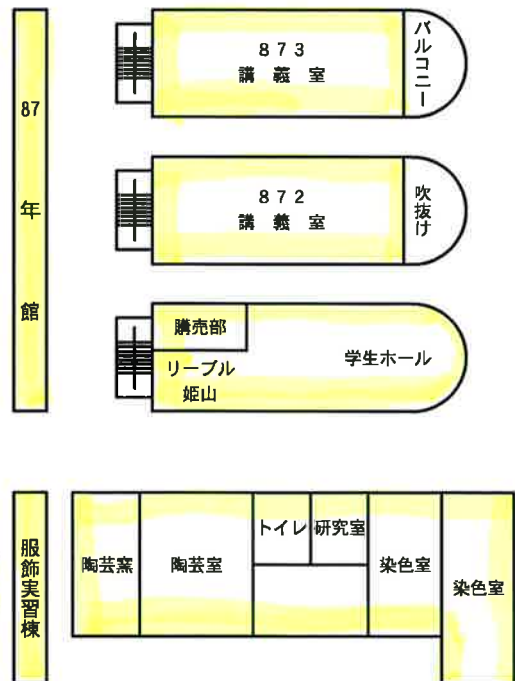 87年館
873
講義室
バルコニー
872
講義室
吹抜け
購売部
リーブル
姫山
学生ホール
服飾実習棟
陶芸窯
陶芸室
トイレ
研究室
染色室
染色室